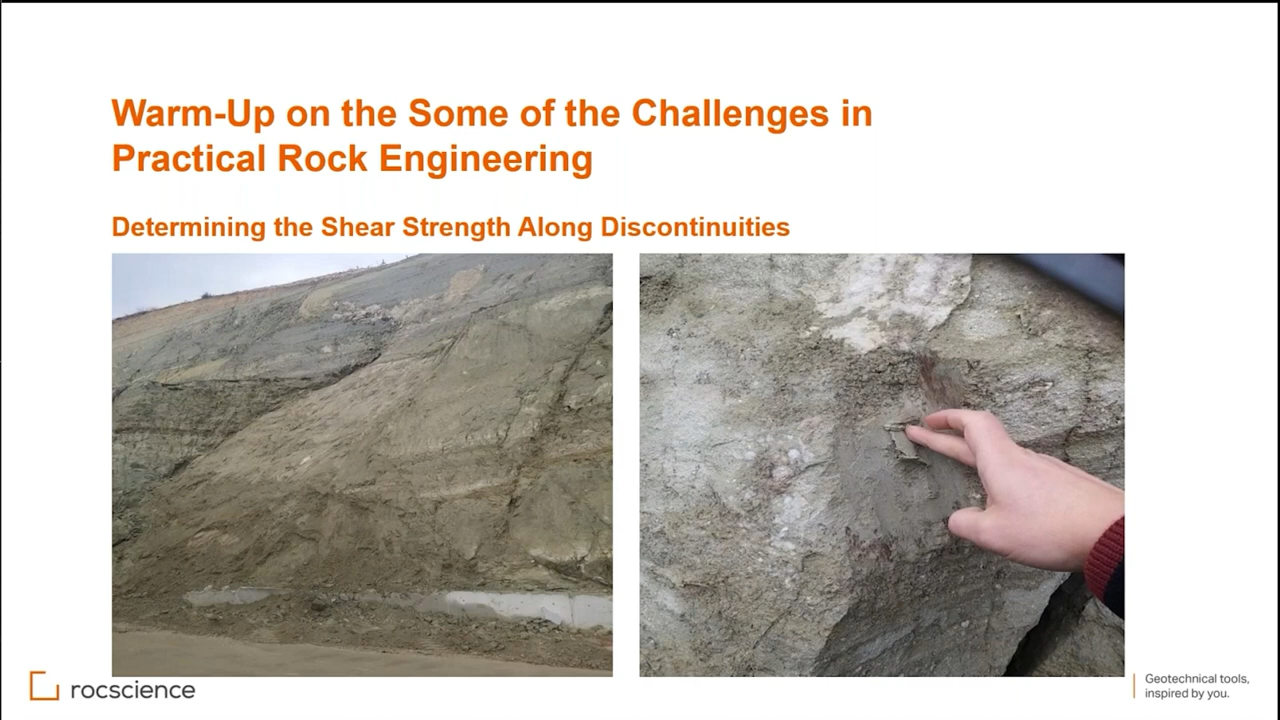 Warm-Up on the Some of the Challenges in
Practical Rock Engineering
Determining the Shear Strength Along Discontinuities
rocscience
Geotechnical tools,
inspired by you.